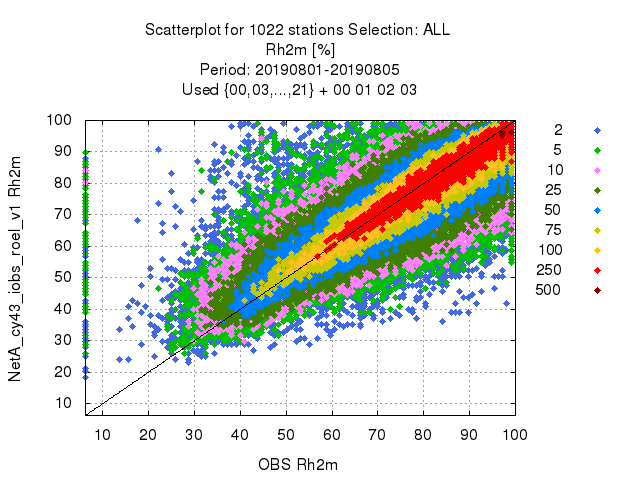 Scatterplot for 1022 stations Selection: ALL
Rh2m [%]
Period: 20190801-20190805
Used {00,03,...,21} + 00 01 02 03
NetA_cy43_iobs_roel_v1 Rh2m
100
90
80
70
60
50
40
30
20
10
10 20 30 40 50 60 70 80 90 100
OBS Rh2m
2
5
10
25
50
75
100
250
500